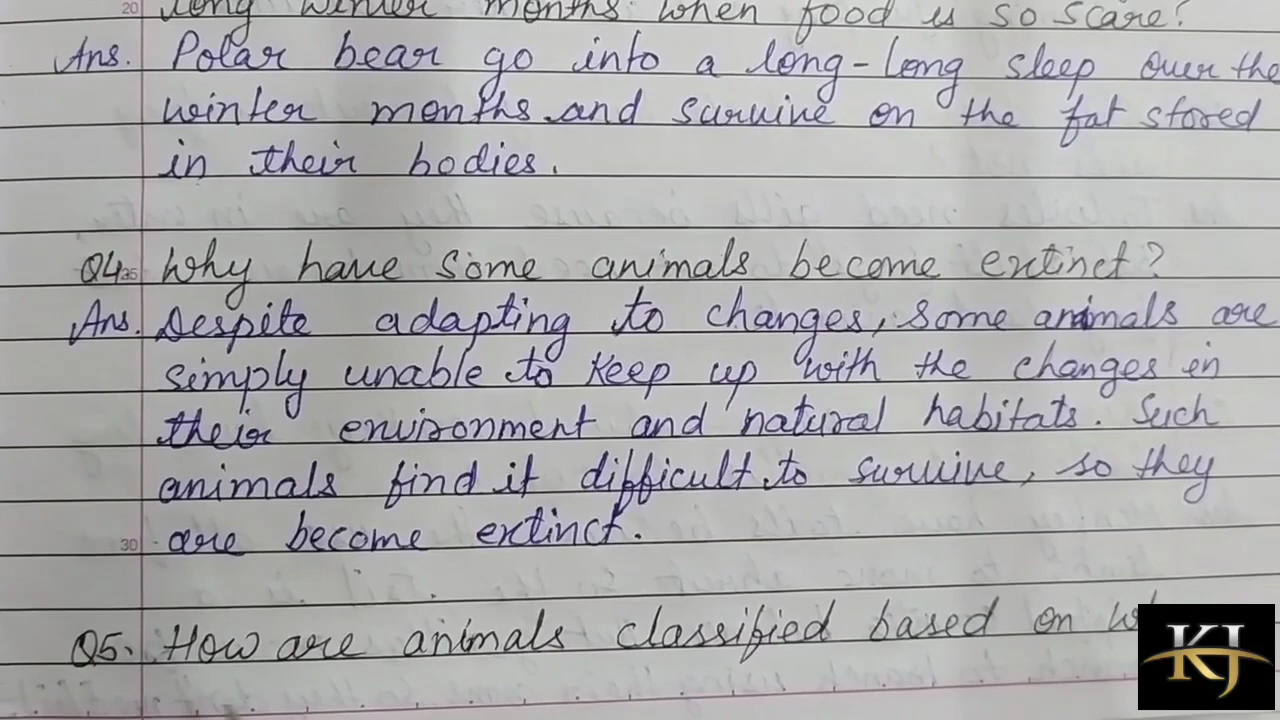 20 long winter months when food is so scare?
Ans. Polar bear go into a long-long sleep over the
winter months and survive on the fat stored
in their bodies.
Q4. 25 Why have some animals become extinct?
Ans. Despite adapting to changes, some animals are
simply unable to keep up with the changes in
their environment and natural habitats. Such
animals find it difficult to survive, so they
30 are become extinct.
Q5. How are animals classified based on
KJ